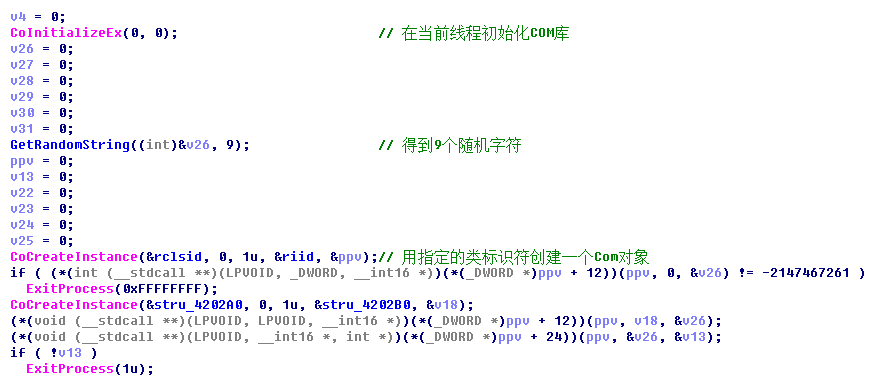 v4 = 0;
CoInitializeEx(0, 0); // 在当前线程初始化COM库
v26 = 0;
v27 = 0;
v28 = 0;
v29 = 0;
v30 = 0;
v31 = 0;
GetRandomString((int)&v26, 9); // 得到9个随机字符
ppv = 0;
v13 = 0;
v22 = 0;
v23 = 0;
v24 = 0;
v25 = 0;
CoCreateInstance(&rclsid, 0, 1u, &riid, &ppv);// 用指定的类标识符创建一个Com对象
if ( (*(int (__stdcall **)(LPVOID, _DWORD, __int16 *))(*(_DWORD *)ppv + 12))(ppv, 0, &v26) != -2147467261 )
ExitProcess(0xFFFFFFFF);
CoCreateInstance(&stru_4202A0, 0, 1u, &stru_4202B0, &v18);
(*(void (__stdcall **)(LPVOID, LPVOID, __int16 *))(*(_DWORD *)ppv + 12))(ppv, v18, &v26);
(*(void (__stdcall **)(LPVOID, __int16 *, int *))(*(_DWORD *)ppv + 24))(ppv, &v26, &v13);
if ( !v13 )
ExitProcess(1u);